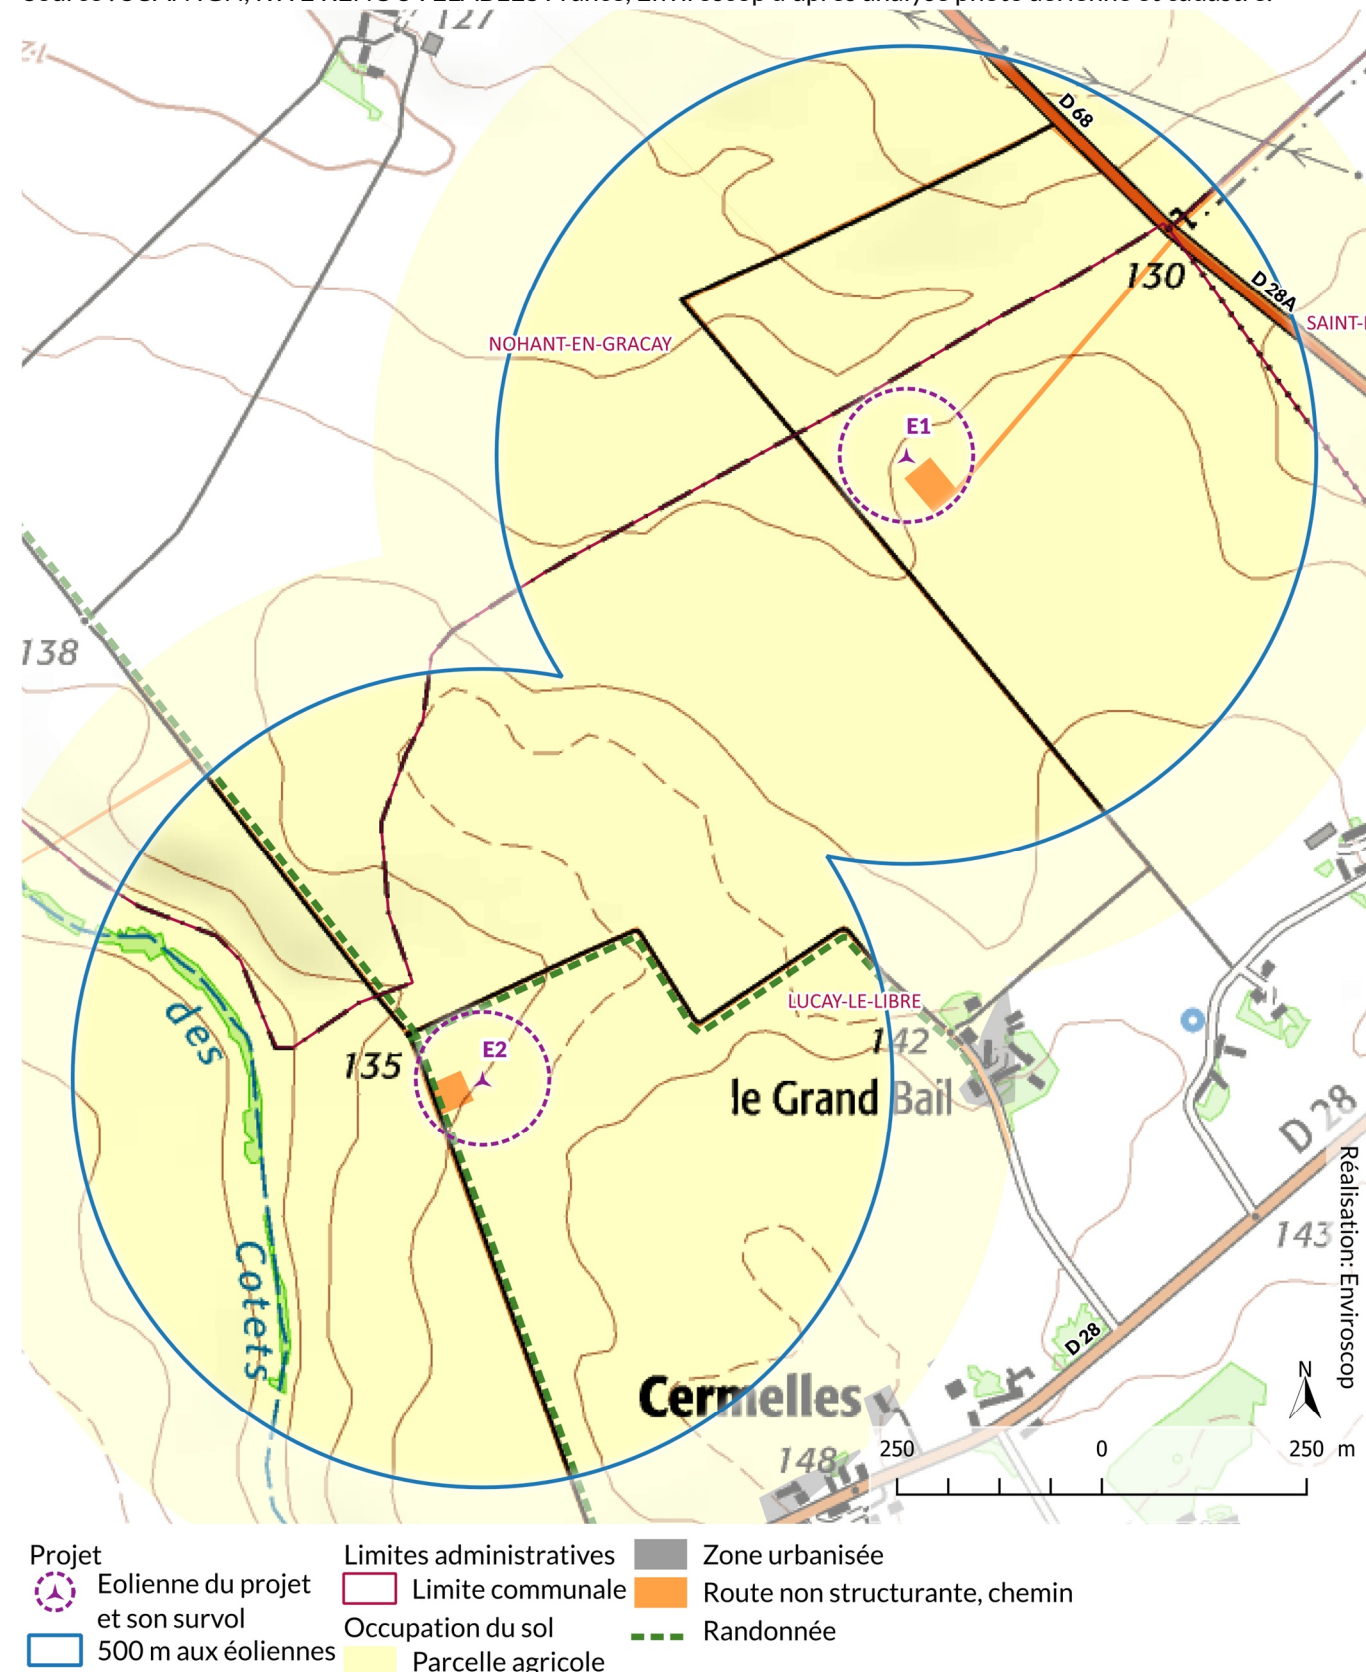 127
D 68
130
D 28A
SAINT-
NOHANT-EN-GRACAY
E1
138
LUCAY-LE-LIBRE
des
135
E2
142
le Grand Bail
D 28
Cotets
143
Réalisation: Enviroscop
D 28
Cermelles
148
N
250 0 250 m
Projet
Eolienne du projet
et son survol
500 m aux éoliennes
Limites administratives
Limite communale
Occupation du sol
Parcelle agricole
Zone urbanisée
Route non structurante, chemin
Randonnée